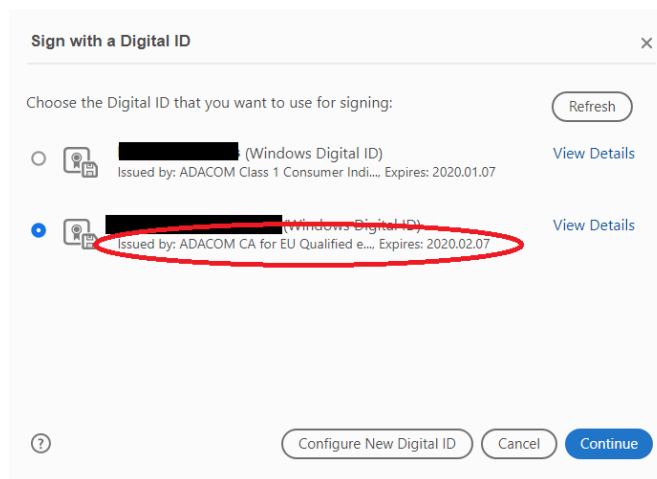 Sign with a Digital ID
Choose the Digital ID that you want to use for signing:
Refresh
(Windows Digital ID)
View Details
Issued by: ADACOM Class 1 Consumer Indi..., Expires: 2020.01.07
(Windows Digital ID)
View Details
Issued by: ADACOM CA for EU Qualified e..., Expires: 2020.02.07
?
Configure New Digital ID
Cancel
Continue